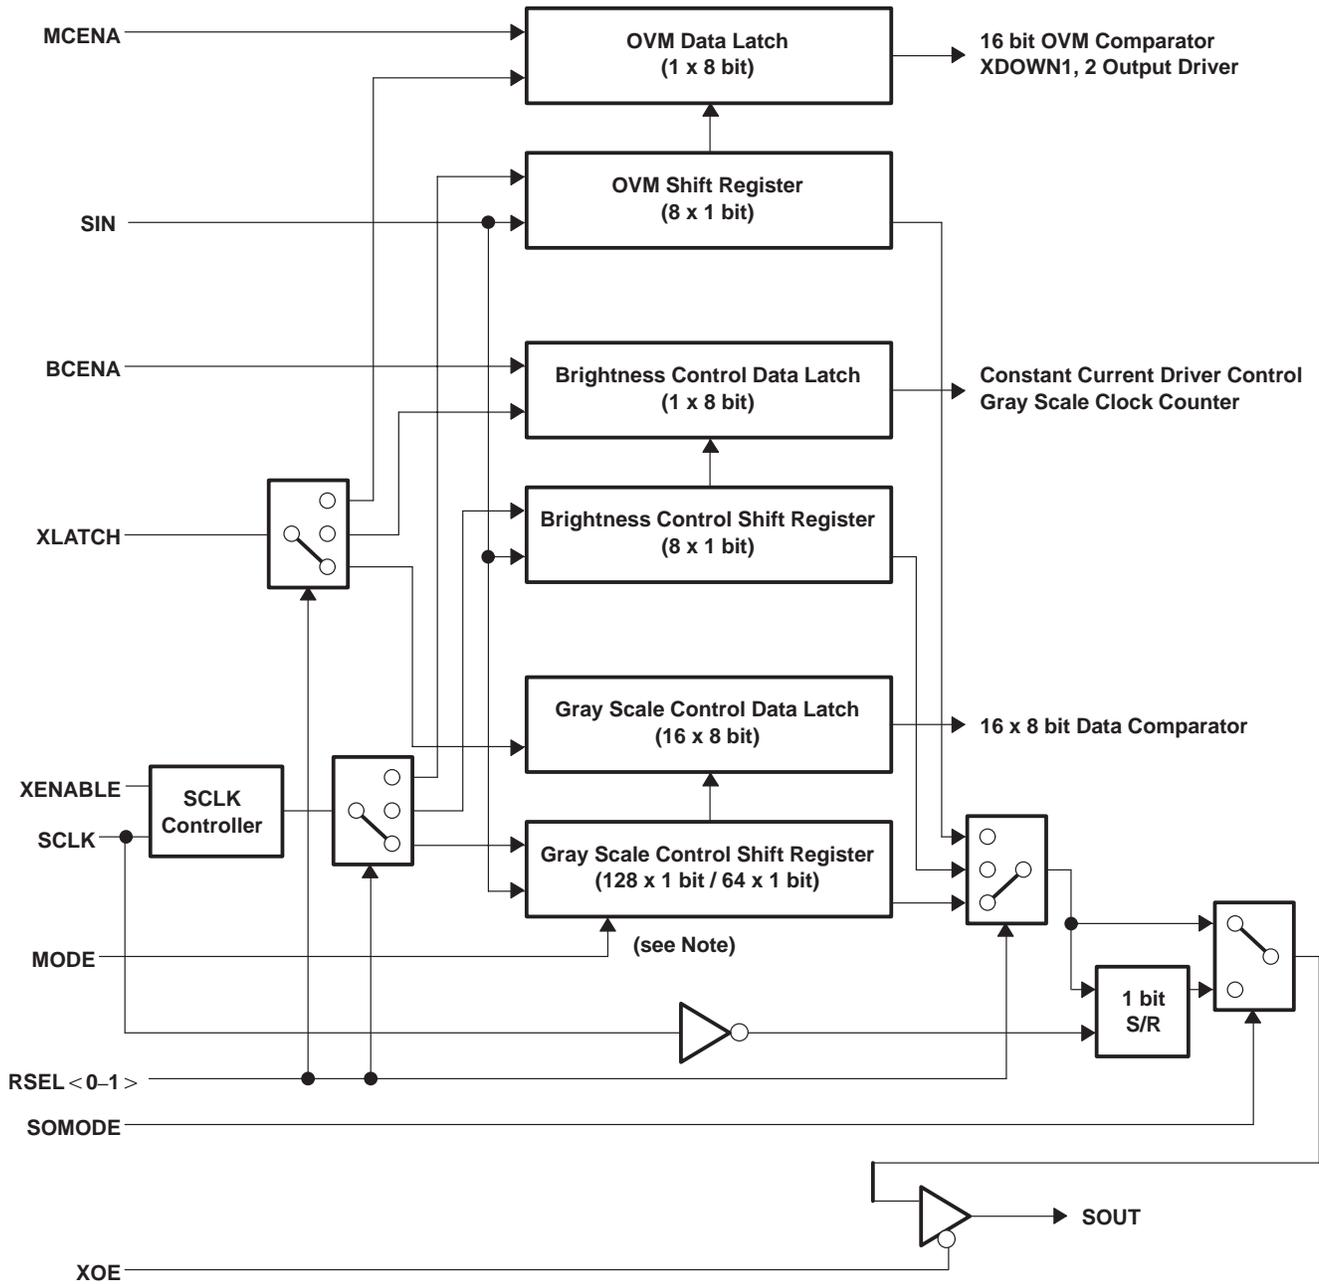 MCENA
OVM Data Latch
(1 x 8 bit)
16 bit OVM Comparator
XDOWN1, 2 Output Driver
OVM Shift Register
(8 x 1 bit)
SIN
BCENA
Brightness Control Data Latch
(1 x 8 bit)
Constant Current Driver Control
Gray Scale Clock Counter
XLATCH
Brightness Control Shift Register
(8 x 1 bit)
Gray Scale Control Data Latch
(16 x 8 bit)
16 x 8 bit Data Comparator
XENABLE
SCLK
SCLK
Controller
Gray Scale Control Shift Register
(128 x 1 bit / 64 x 1 bit)
MODE
(see Note)
1 bit
S/R
RSEL<0–1>
SOMODE
SOUT
XOE